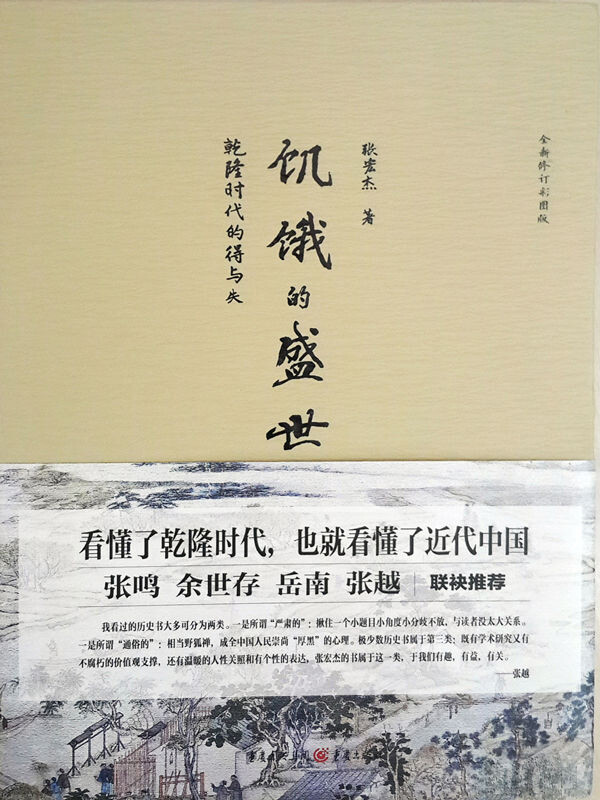 全新修订彩图版
张宏杰 著
饥饿的盛世
乾隆时代的得与失
看懂了乾隆时代，也就看懂了近代中国
张鸣 余世存 岳南 张越 联袂推荐
我看过的历史书大多可分为两类。一是所谓“严肃的”：揪住一个小题目小角度小分歧不放，与读者没太大关系。
一是所谓“通俗的”：相当野狐禅，成全中国人民崇尚“厚黑”的心理。极少数历史书属于第三类：既有学术研究又有
不腐朽的价值观支撑，还有温暖的人性关照和有个性的表达，张宏杰的书属于这一类，于我们有趣，有益，有关。
——张越
重庆出版社